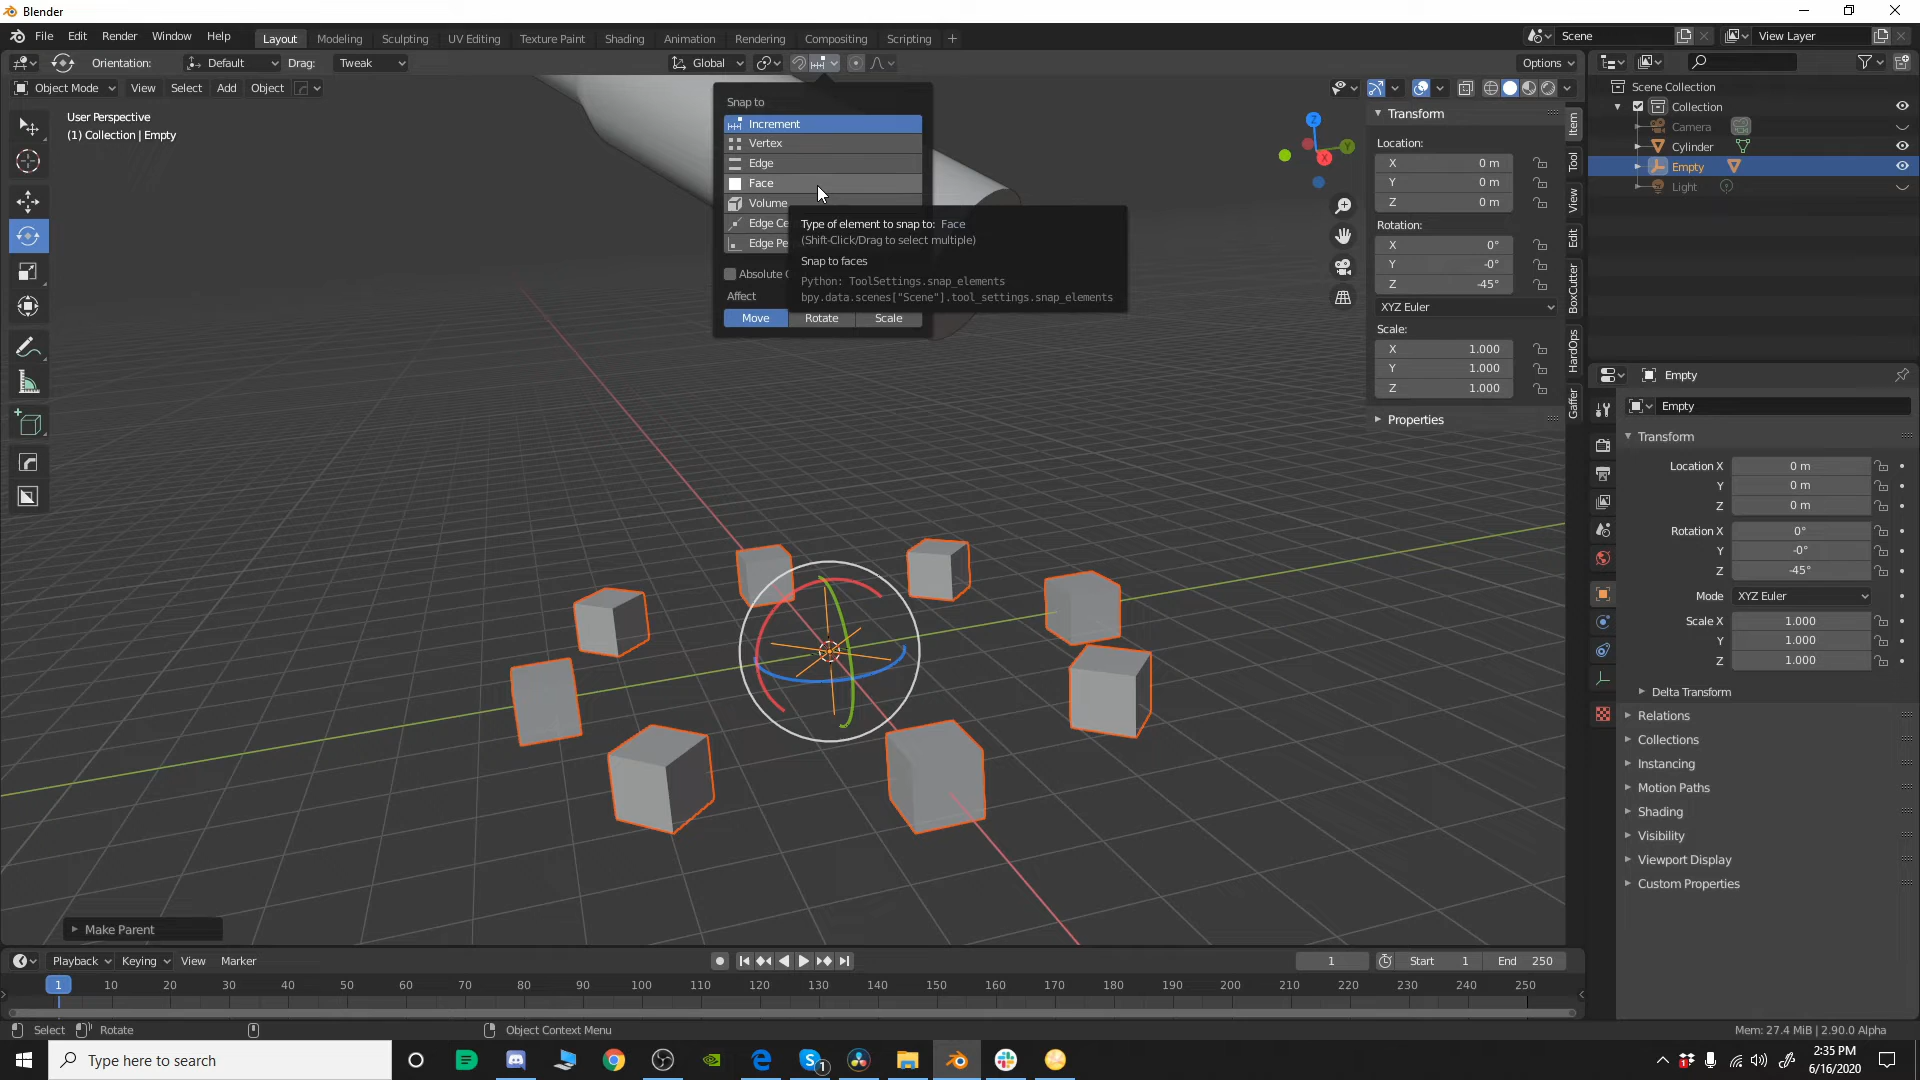 Blender
File Edit Render Window Help Layout Modeling Sculpting UV Editing Texture Paint Shading Animation Rendering Compositing Scripting + Scene View Layer
Orientation: Default Drag: Tweak Global Options
Object Mode View Select Add Object
User Perspective
(1) Collection | Empty
Snap to
Increment
Vertex
Edge
Face
Volume
Edge Ce
Edge Pe
Absolute
Affect
Move Rotate Scale
Type of element to snap to: Face
(Shift-Click/Drag to select multiple)
Snap to faces
Python: ToolSettings.snap_elements
bpy.data.scenes["Scene"].tool_settings.snap_elements
Z
Y
X
Transform
Location:
X 0 m
Y 0 m
Z 0 m
Rotation:
X 0°
Y -0°
Z -45°
XYZ Euler
Scale:
X 1.000
Y 1.000
Z 1.000
Properties
Item
Tool
View
Edit
BoxCutter
HardOps
Gaffer
Scene Collection
Collection
Camera
Cylinder
Empty
Light
Empty
Empty
Transform
Location X 0 m
Y 0 m
Z 0 m
Rotation X 0°
Y -0°
Z -45°
Mode XYZ Euler
Scale X 1.000
Y 1.000
Z 1.000
Delta Transform
Relations
Collections
Instancing
Motion Paths
Shading
Visibility
Viewport Display
Custom Properties
Make Parent
Playback Keying View Marker 1 Start 1 End 250
1 10 20 30 40 50 60 70 80 90 100 110 120 130 140 150 160 170 180 190 200 210 220 230 240 250
Select Rotate Object Context Menu Mem: 27.4 MiB | 2.90.0 Alpha
Type here to search
1
2:35 PM
6/16/2020